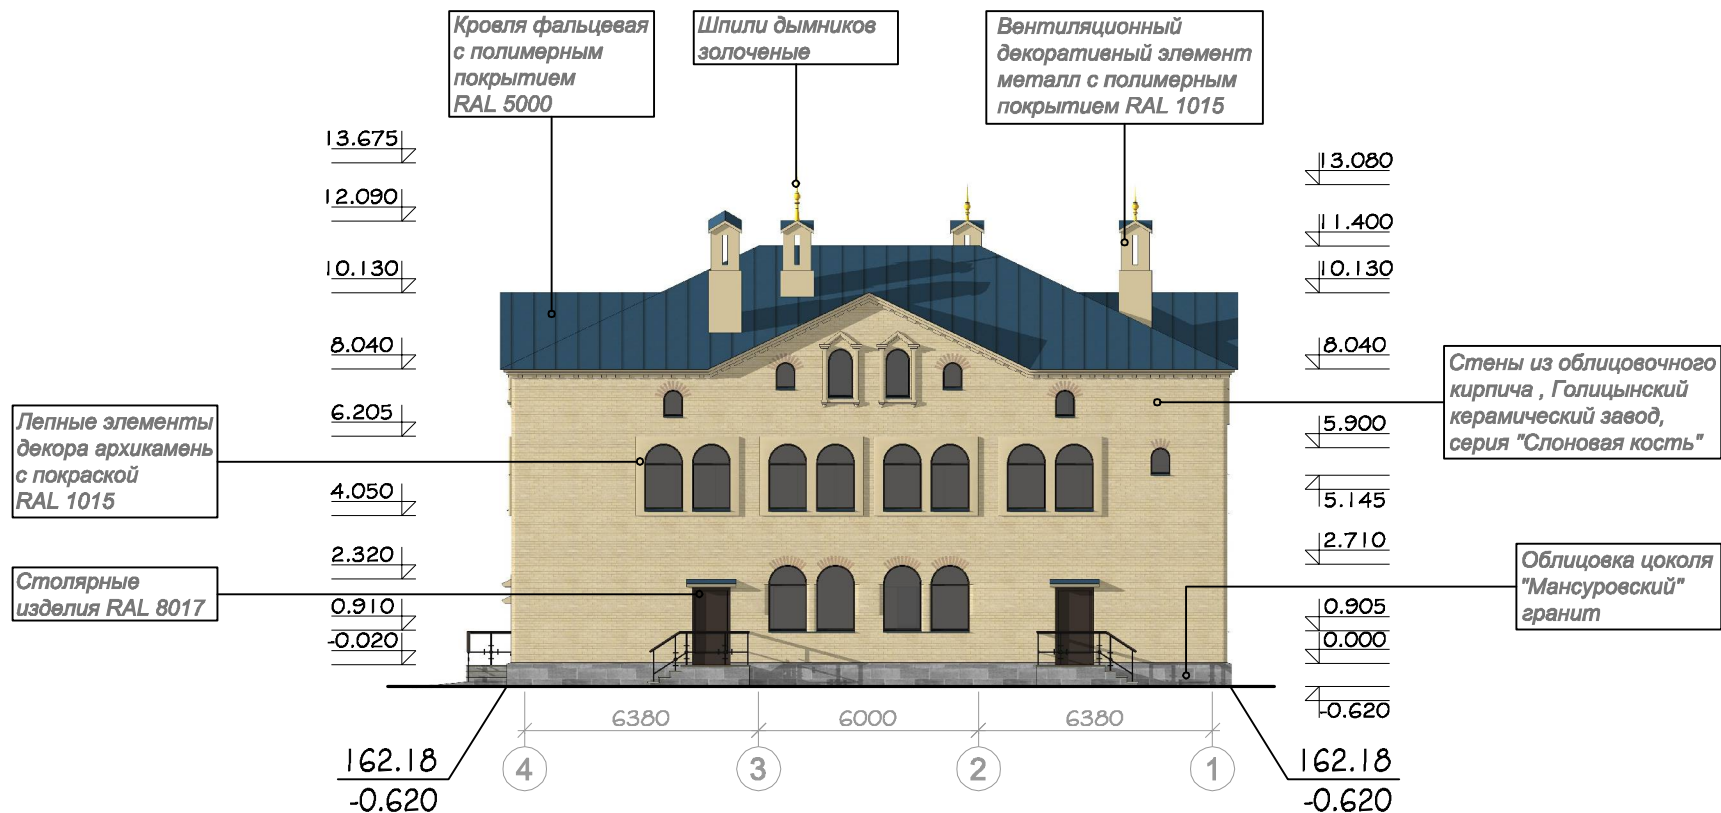 Кровля фальцевая
с полимерным
покрытием
RAL 5000
Шпили дымников
золоченые
Вентиляционный
декоративный элемент
металл с полимерным
покрытием RAL 1015
13.675
12.090
10.130
8.040
6.205
4.050
2.320
0.910
-0.020
13.080
11.400
10.130
8.040
5.900
5.145
2.710
0.905
0.000
-0.620
Лепные элементы
декора архикамень
с покраской
RAL 1015
Столярные
изделия RAL 8017
Стены из облицовочного
кирпича , Голицынский
керамический завод,
серия "Слоновая кость"
Облицовка цоколя
"Мансуровский"
гранит
6380
6000
6380
4
3
2
1
162.18
-0.620
162.18
-0.620